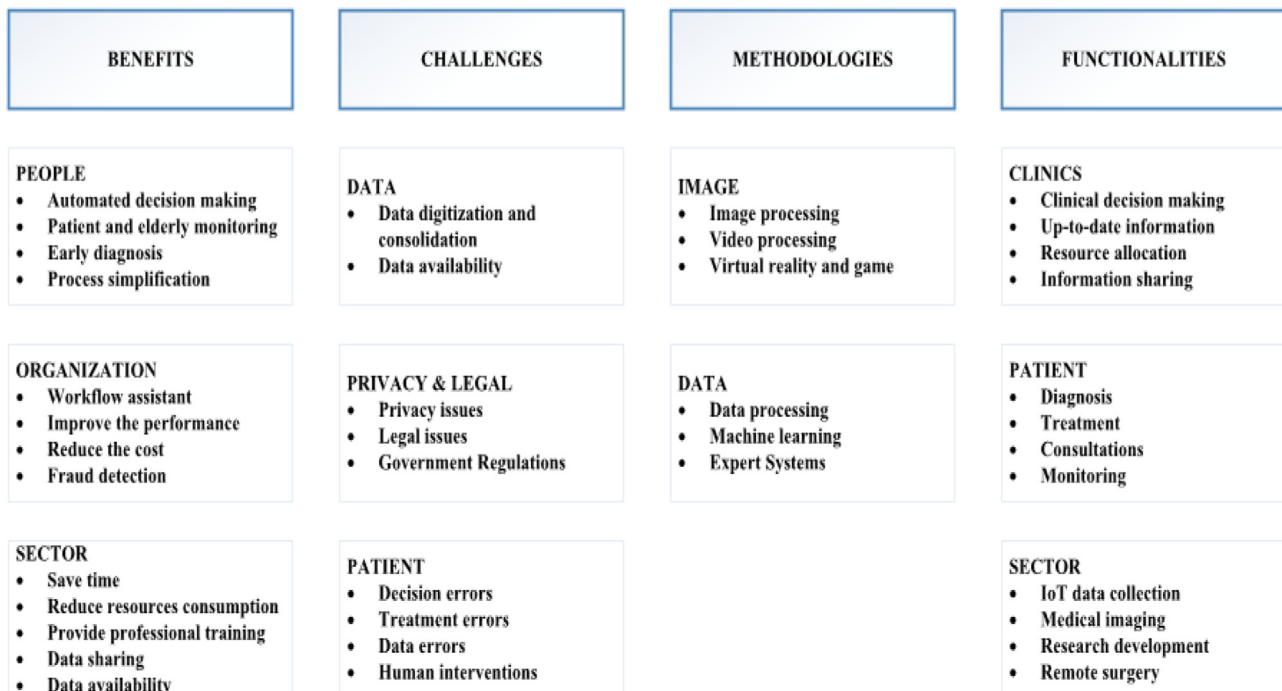 BENEFITS
CHALLENGES
METHODOLOGIES
FUNCTIONALITIES
PEOPLE
• Automated decision making
• Patient and elderly monitoring
• Early diagnosis
• Process simplification
DATA
• Data digitization and
consolidation
• Data availability
IMAGE
• Image processing
• Video processing
• Virtual reality and game
CLINICS
• Clinical decision making
• Up-to-date information
• Resource allocation
• Information sharing
ORGANIZATION
• Workflow assistant
• Improve the performance
• Reduce the cost
• Fraud detection
PRIVACY & LEGAL
• Privacy issues
• Legal issues
• Government Regulations
DATA
• Data processing
• Machine learning
• Expert Systems
PATIENT
• Diagnosis
• Treatment
• Consultations
• Monitoring
SECTOR
• Save time
• Reduce resources consumption
• Provide professional training
• Data sharing
• Data availability
PATIENT
• Decision errors
• Treatment errors
• Data errors
• Human interventions
SECTOR
• IoT data collection
• Medical imaging
• Research development
• Remote surgery